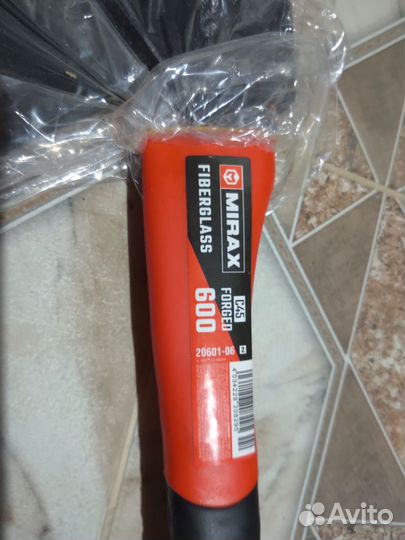 MIRAX
FIBERGLASS
C45
FORGED
600
20601-06
Avito